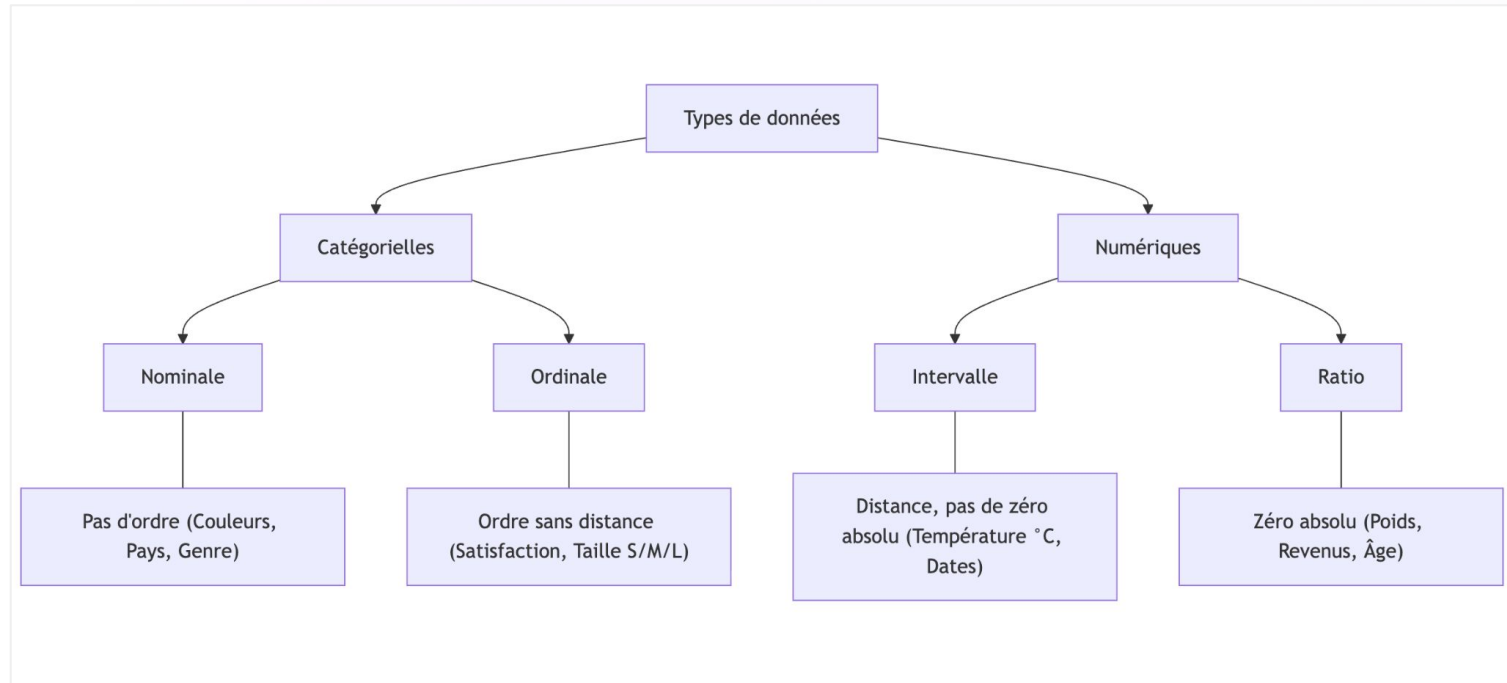 Types de données
Catégorielles
Numériques
Nominale
Ordinale
Intervalle
Ratio
Pas d'ordre (Couleurs,
Pays, Genre)
Ordre sans distance
(Satisfaction, Taille S/M/L)
Distance, pas de zéro
absolu (Température °C,
Dates)
Zéro absolu (Poids,
Revenus, Âge)